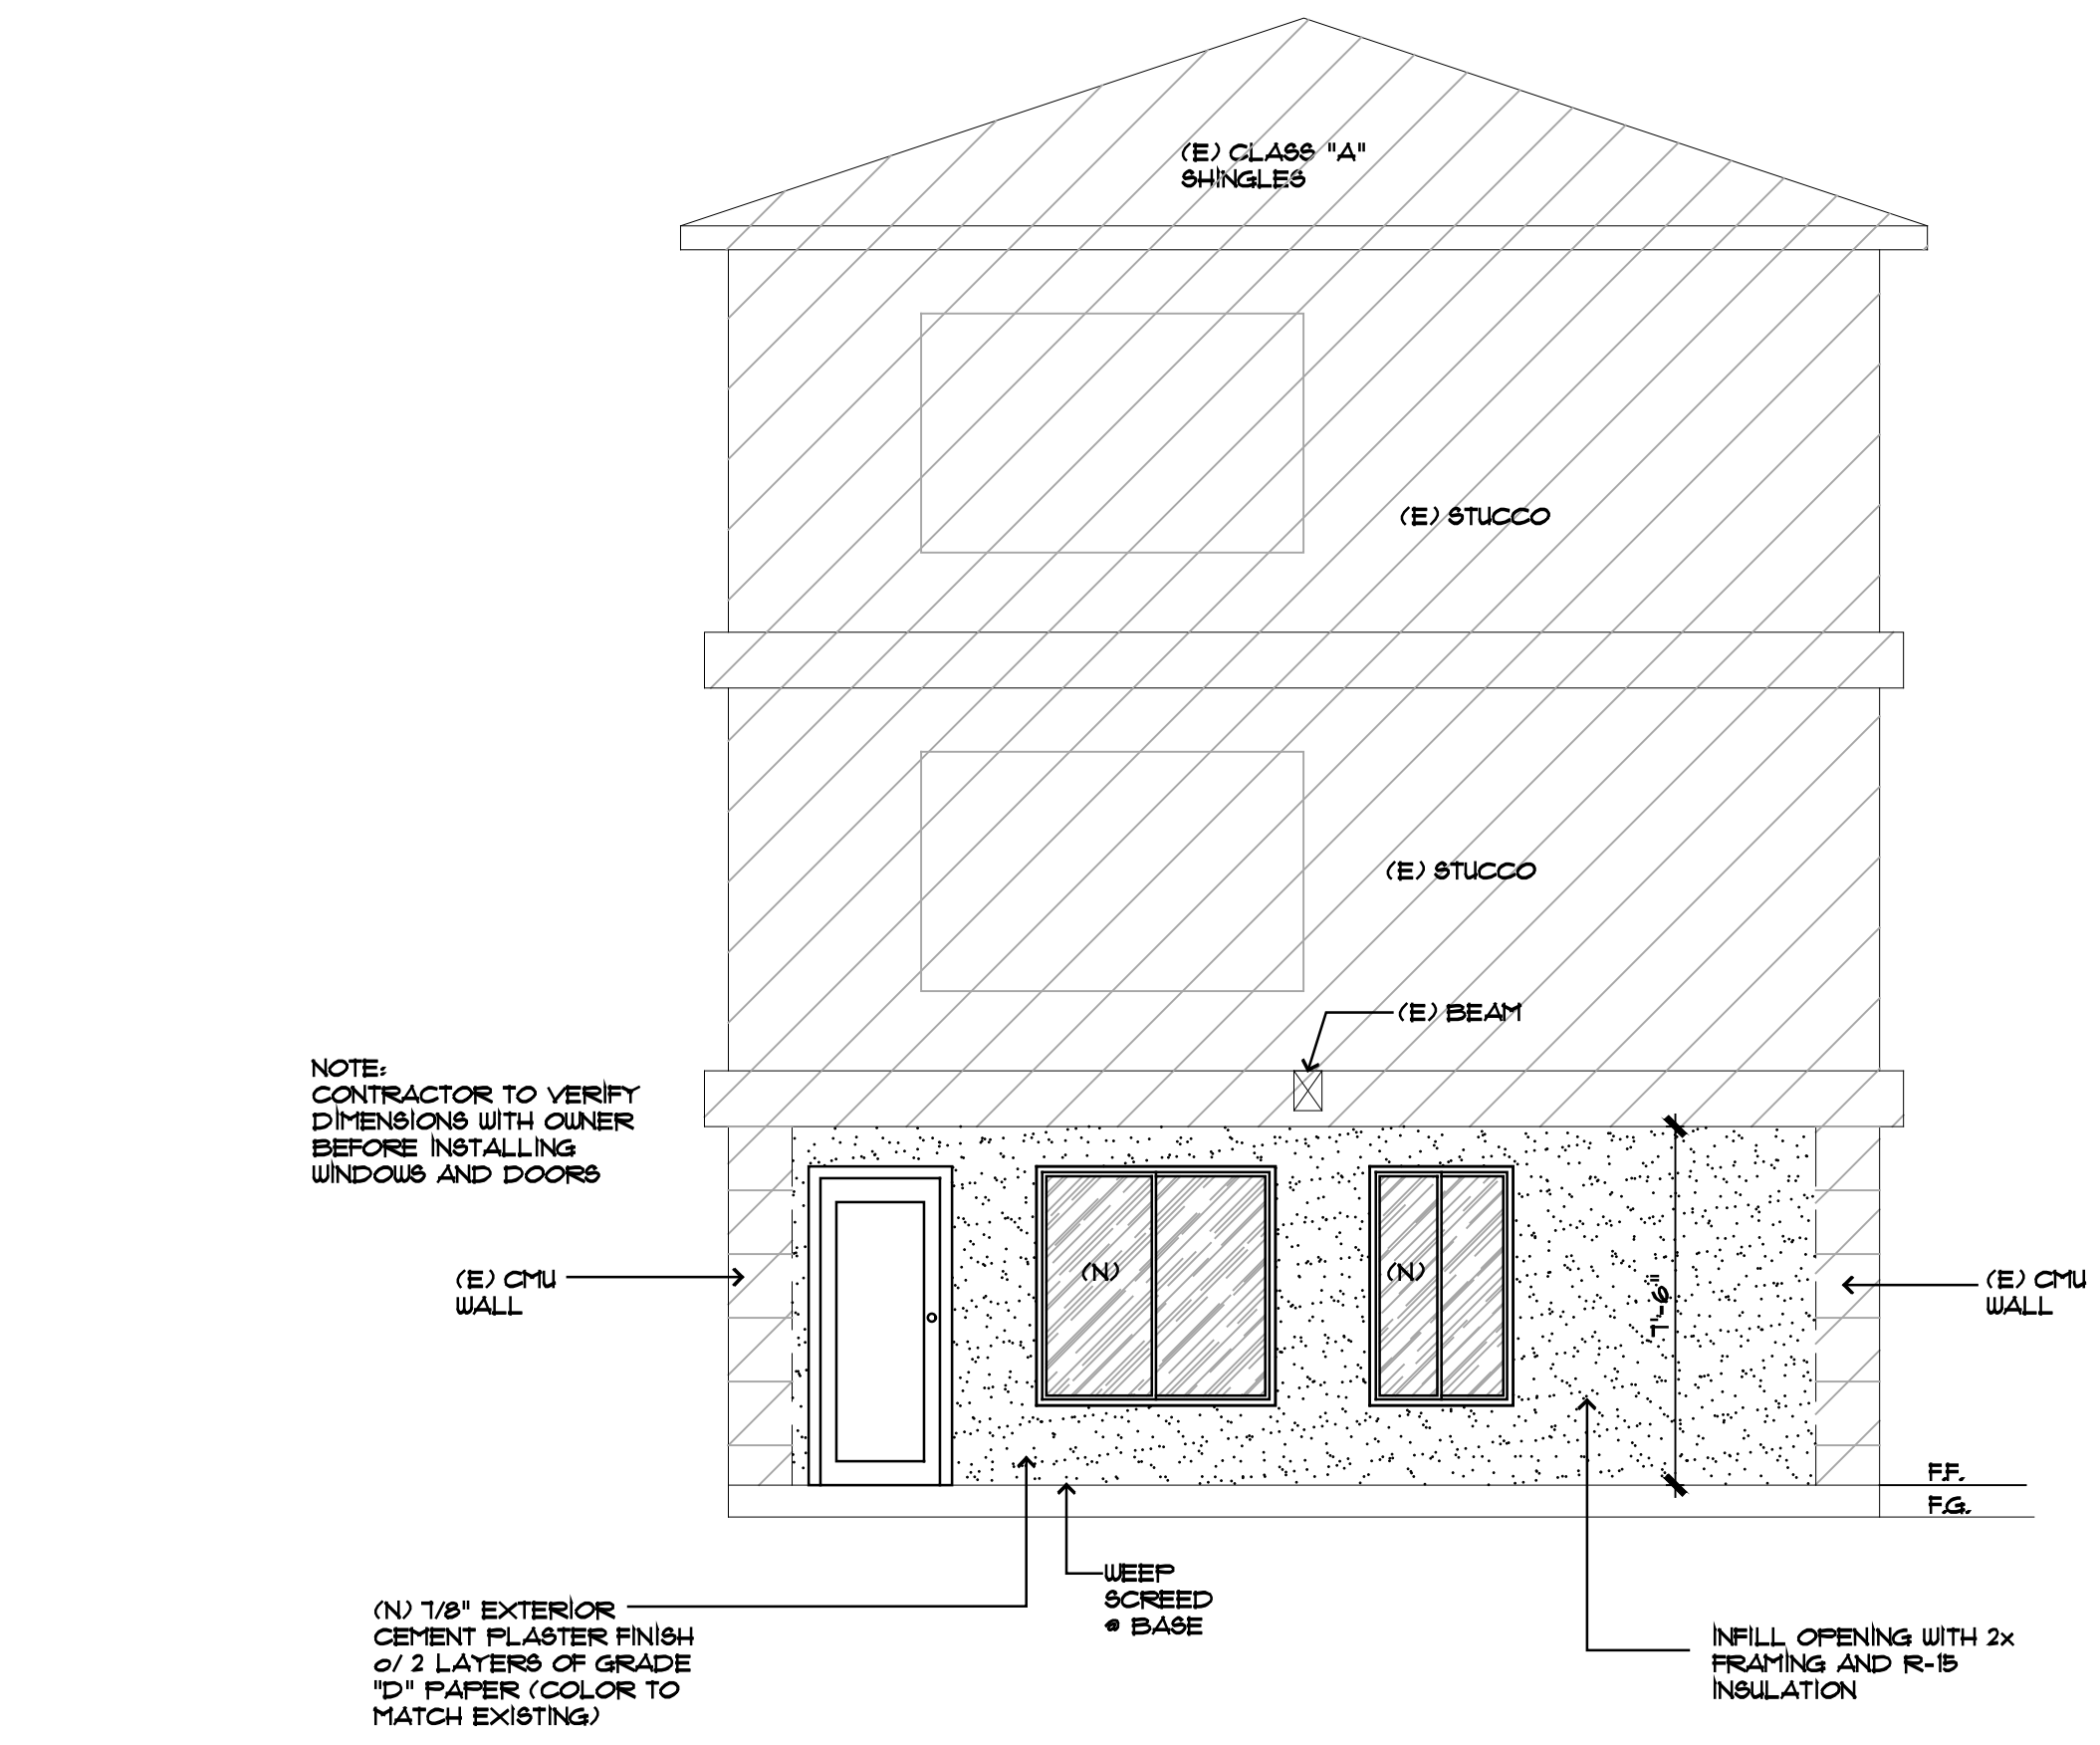 (E) CLASS "A"
SHINGLES
(E) STUCCO
(E) STUCCO
(E) BEAM
NOTE:
CONTRACTOR TO VERIFY
DIMENSIONS WITH OWNER
BEFORE INSTALLING
WINDOWS AND DOORS
(E) CMU
WALL
(N)
(N)
7'-6"
(E) CMU
WALL
F.F.
F.G.
WEEP
SCREED
@ BASE
(N) 7/8" EXTERIOR
CEMENT PLASTER FINISH
o/ 2 LAYERS OF GRADE
"D" PAPER (COLOR TO
MATCH EXISTING)
INFILL OPENING WITH 2x
FRAMING AND R-15
INSULATION